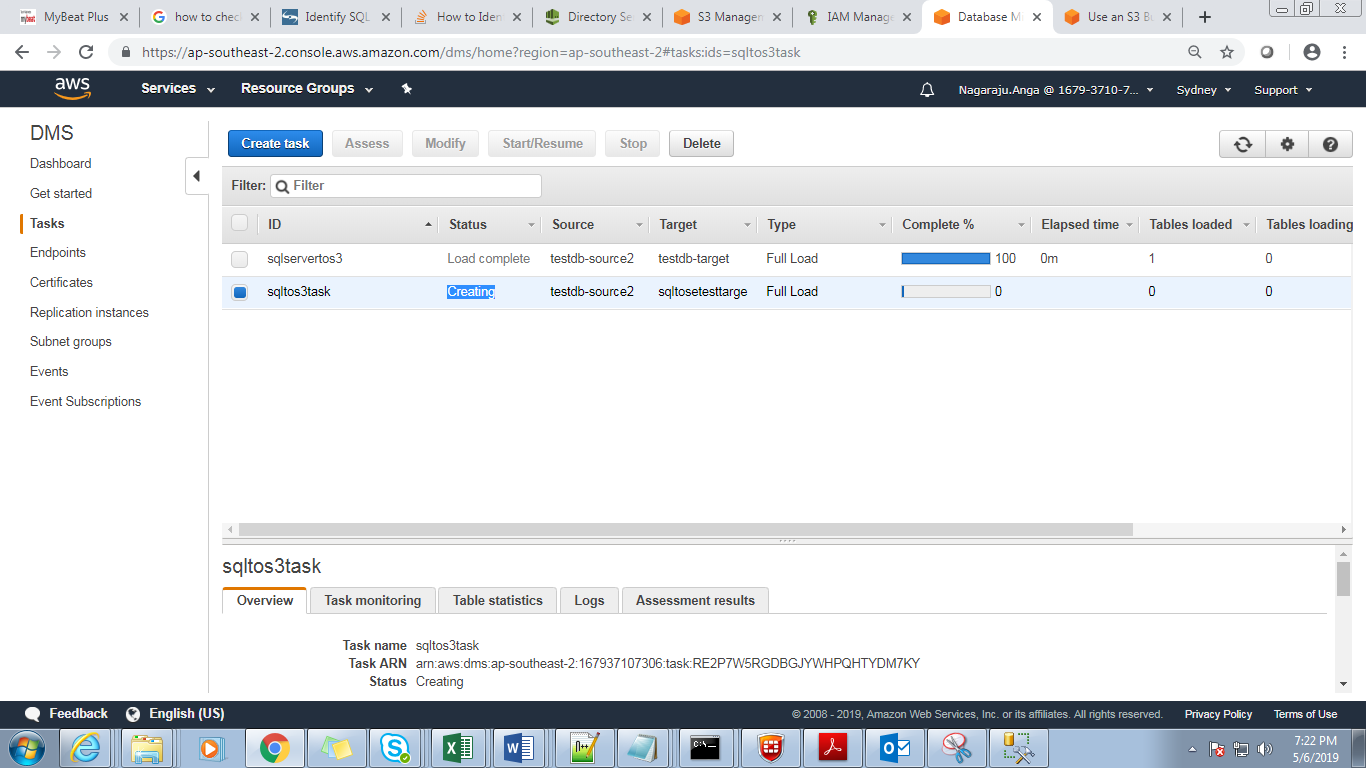 MyBeat Plus
how to chec
Identify SQL
How to Iden
Directory Se
S3 Managem
IAM Manage
Database M
Use an S3 Bu
https://ap-southeast-2.console.aws.amazon.com/dms/home?region=ap-southeast-2#tasks:ids=sqltos3task
aws Services Resource Groups Nagaraju.Anga @ 1679-3710-7... Sydney Support
DMS
Dashboard
Get started
Tasks
Endpoints
Certificates
Replication instances
Subnet groups
Events
Event Subscriptions
Create task Assess Modify Start/Resume Stop Delete
Filter: Filter
ID Status Source Target Type Complete % Elapsed time Tables loaded Tables loading
sqlservertos3 Load complete testdb-source2 testdb-target Full Load 100 0m 1 0
sqltos3task Creating testdb-source2 sqltosetesttarge Full Load 0 0 0
sqltos3task
Overview Task monitoring Table statistics Logs Assessment results
Task name sqltos3task
Task ARN arn:aws:dms:ap-southeast-2:167937107306:task:RE2P7W5RGDBGJYWHPQHTYDM7KY
Status Creating
Feedback English (US) © 2008 - 2019, Amazon Web Services, Inc. or its affiliates. All rights reserved. Privacy Policy Terms of Use
7:22 PM
5/6/2019